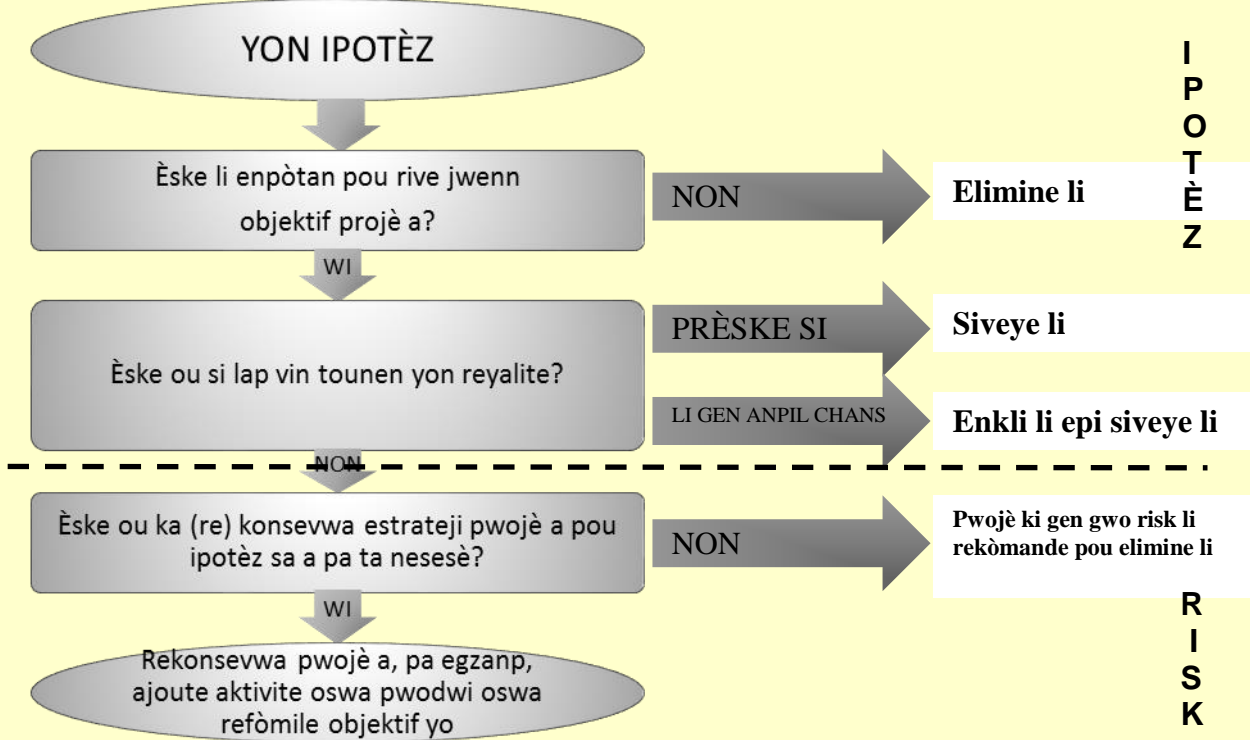 YON IPOTÈZ
Èske li enpòtan pou rive jwenn
objektif projè a?
NON
Elimine li
WI
Èske ou si lap vin tounen yon reyalite?
PRÈSKE SI
Siveye li
LI GEN ANPIL CHANS
Enkli li epi siveye li
NON
Èske ou ka (re) konsevwa estrateji pwojè a pou
ipotèz sa a pa ta nesesè?
NON
Pwojè ki gen gwo risk li
rekòmande pou elimine li
WI
Rekonsevwa pwojè a, pa egzanp,
ajoute aktivite oswa pwodwi oswa
refòmile objektif yo
IPOTÈZ
RISK